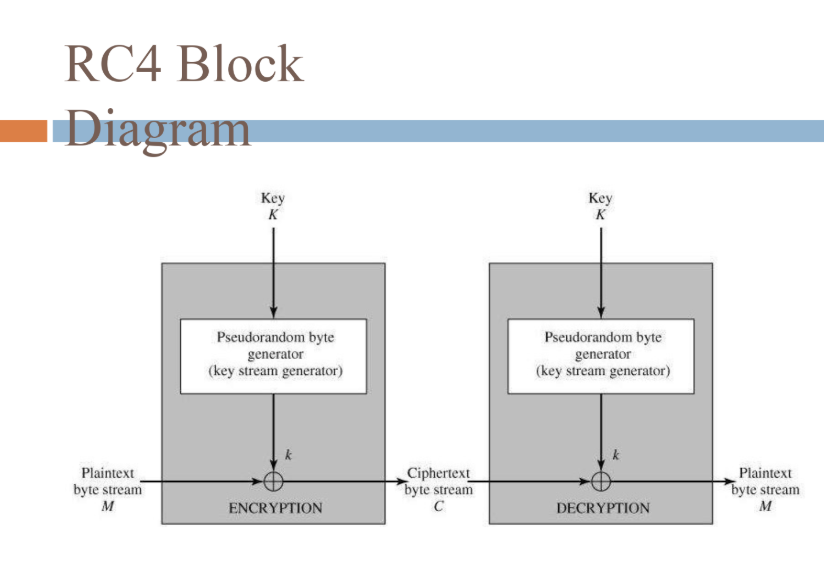 RC4 Block
Diagram
Key
K
Key
K
Pseudorandom byte
generator
(key stream generator)
Pseudorandom byte
generator
(key stream generator)
k
k
Plaintext
byte stream
M
Ciphertext
byte stream
C
Plaintext
byte stream
M
ENCRYPTION
DECRYPTION